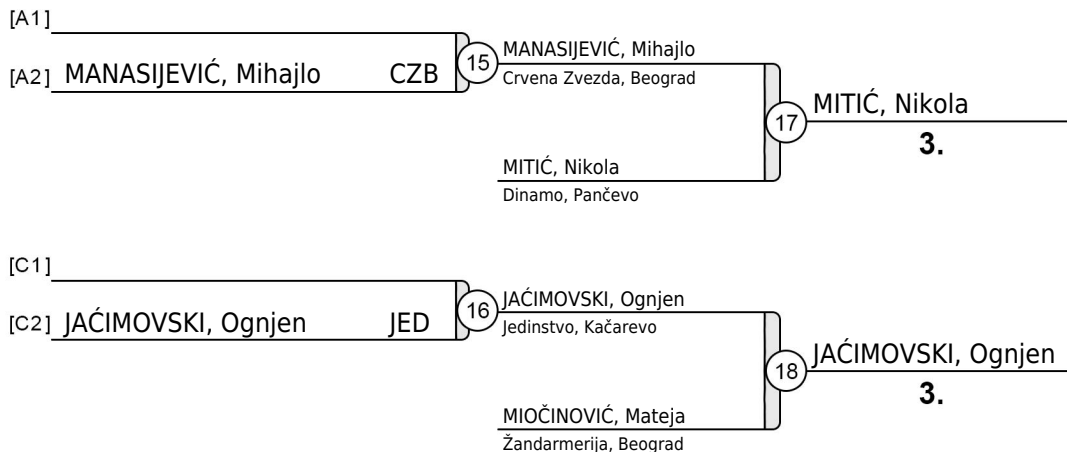 [A1]
[A2] MANASIJEVIĆ, Mihajlo CZB
15
MANASIJEVIĆ, Mihajlo
Crvena Zvezda, Beograd
MITIĆ, Nikola
Dinamo, Pančevo
17
MITIĆ, Nikola
3.
[C1]
[C2] JAĆIMOVSKI, Ognjen JED
16
JAĆIMOVSKI, Ognjen
Jedinstvo, Kačarevo
MIOČINOVIĆ, Mateja
Žandarmerija, Beograd
18
JAĆIMOVSKI, Ognjen
3.